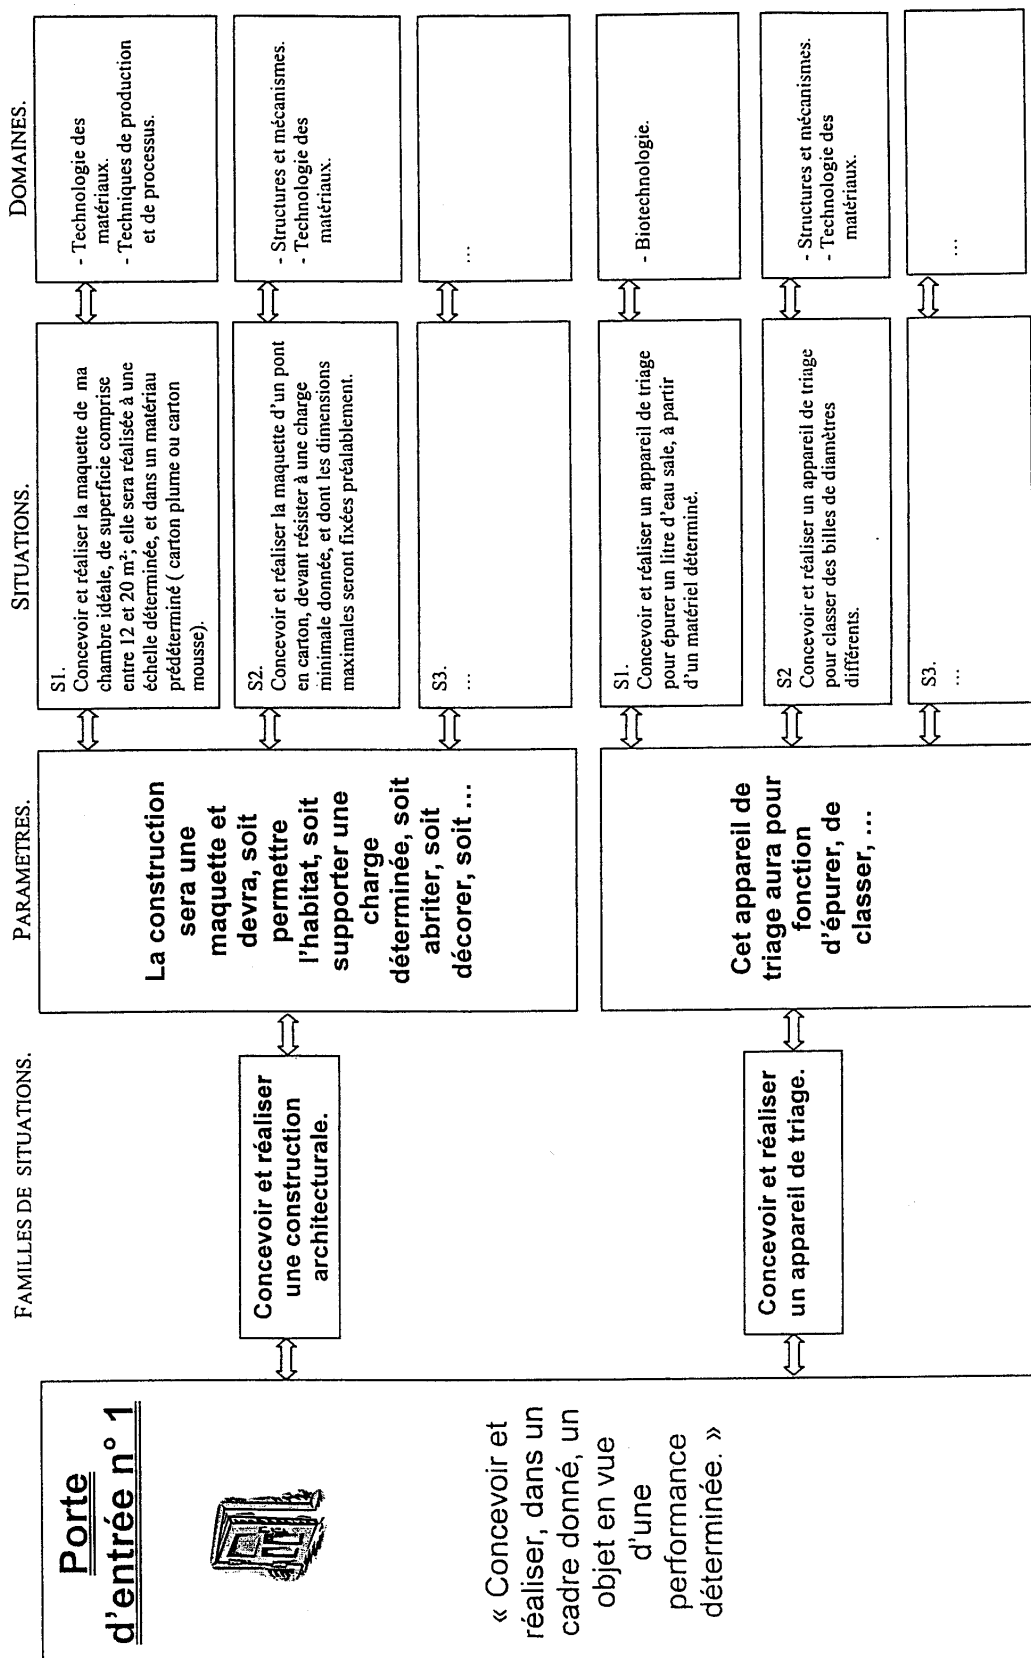 Porte
d'entrée n° 1
« Concevoir et
réaliser, dans un
cadre donné, un
objet en vue
d'une
performance
déterminée. »
FAMILLES DE SITUATIONS.
Concevoir et réaliser
une construction
architecturale.
Concevoir et réaliser
un appareil de triage.
PARAMETRES.
La construction
sera une
maquette et
devra, soit
permettre
l'habitat, soit
supporter une
charge
déterminée, soit
abriter, soit
décorer, soit ...
Cet appareil de
triage aura pour
fonction
d'épurer, de
classer, ...
SITUATIONS.
S1.
Concevoir et réaliser la maquette de ma
chambre idéale, de superficie comprise
entre 12 et 20 m²; elle sera réalisée à une
échelle déterminée, et dans un matériau
prédéterminé ( carton plume ou carton
mousse).
S2.
Concevoir et réaliser la maquette d'un pont
en carton, devant résister à une charge
minimale donnée, et dont les dimensions
maximales seront fixées préalablement.
S3.
...
S1.
Concevoir et réaliser un appareil de triage
pour épurer un litre d'eau sale, à partir
d'un matériel déterminé.
S2
Concevoir et réaliser un appareil de triage
pour classer des billes de diamètres
différents.
S3.
...
DOMAINES.
- Technologie des
matériaux.
- Techniques de production
et de processus.
- Structures et mécanismes.
- Technologie des
matériaux.
...
- Biotechnologie.
- Structures et mécanismes.
- Technologie des
matériaux.
...